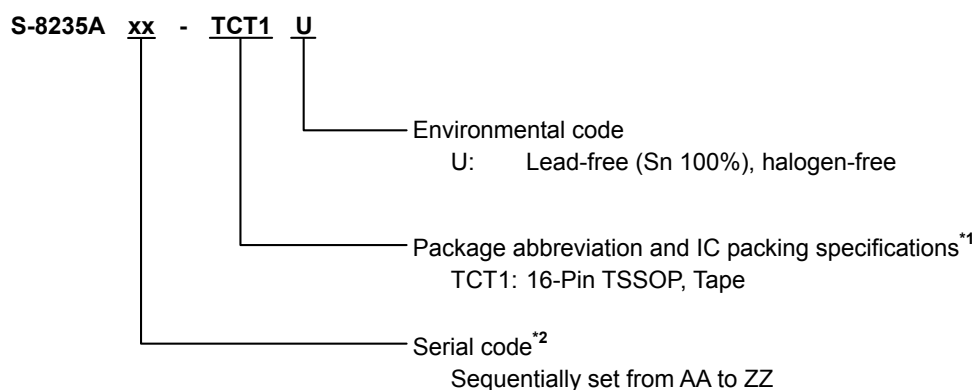 S-8235A xx - TCT1 U
Environmental code
U: Lead-free (Sn 100%), halogen-free
Package abbreviation and IC packing specifications*1
TCT1: 16-Pin TSSOP, Tape
Serial code*2
Sequentially set from AA to ZZ